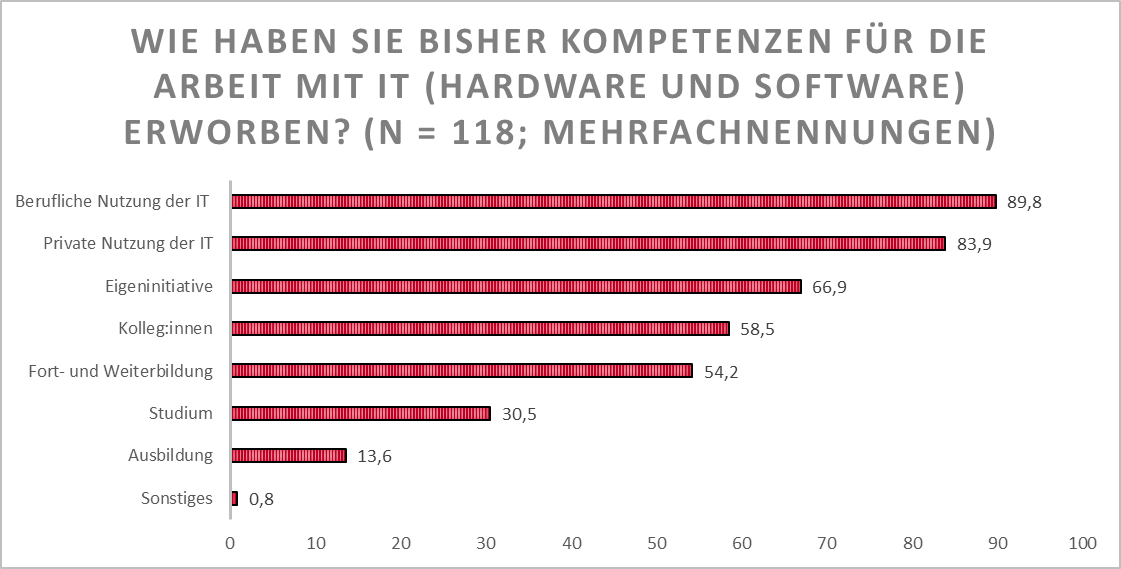 WIE HABEN SIE BISHER KOMPETENZEN FÜR DIE
ARBEIT MIT IT (HARDWARE UND SOFTWARE)
ERWORBEN? (N = 118; MEHRFACHNENNUNGEN)
Berufliche Nutzung der IT 89,8
Private Nutzung der IT 83,9
Eigeninitiative 66,9
Kolleg:innen 58,5
Fort- und Weiterbildung 54,2
Studium 30,5
Ausbildung 13,6
Sonstiges 0,8
0 10 20 30 40 50 60 70 80 90 100